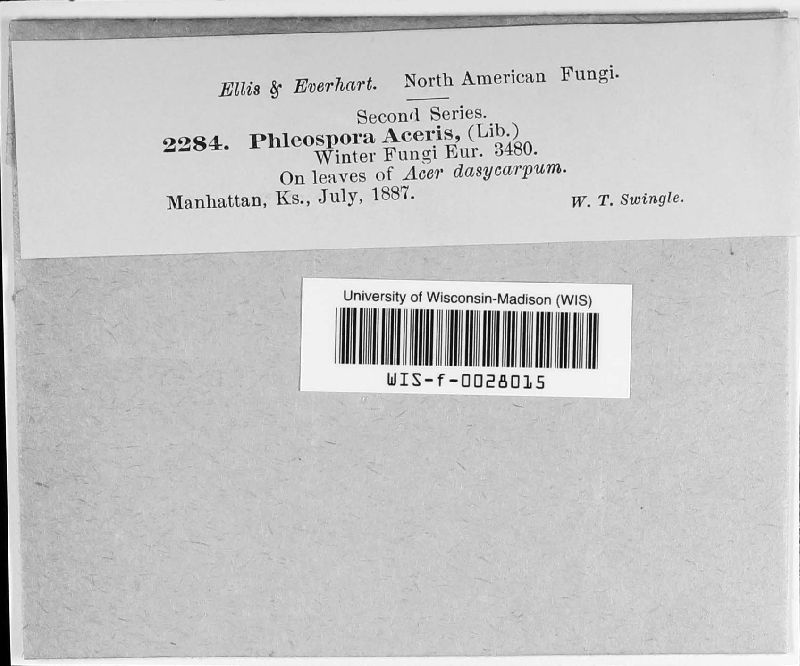 Ellis & Everhart. North American Fungi.
Second Series.
2284. Phleospora Aceris, (Lib.)
Winter Fungi Eur. 3480.
On leaves of Acer dasycarpum.
Manhattan, Ks., July, 1887. W. T. Swingle.
University of Wisconsin-Madison (WIS)
WIS-f-0028015